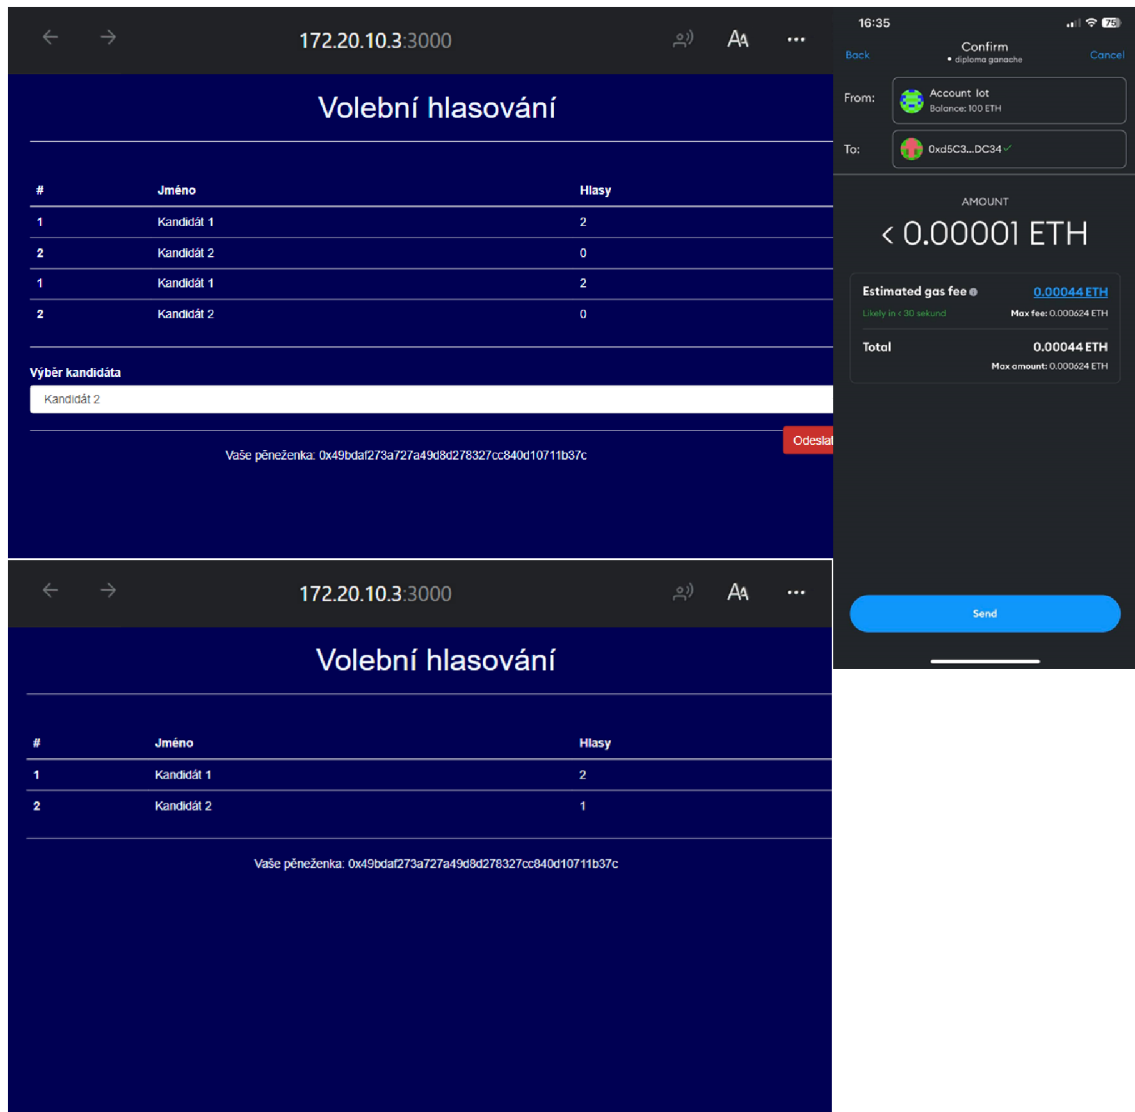 172.20.10.3:3000
Volební hlasování
# Jméno Hlasy
1 Kandidát 1 2
2 Kandidát 2 0
1 Kandidát 1 2
2 Kandidát 2 0
Výběr kandidáta
Kandidát 2
Odeslat
Vaše pěneženka: 0x49bdaf273a727a49d8d278327cc840d10711b37c
16:35
75
Confirm
Back
diploma ganache
Cancel
From:
Account Iot
Balance: 100 ETH
To:
0xd5C3...DC34
AMOUNT
< 0.00001 ETH
Estimated gas fee 0.00044 ETH
Likely in < 30 sekund Max fee: 0.000624 ETH
Total 0.00044 ETH
Max amount: 0.000624 ETH
Send
172.20.10.3:3000
Volební hlasování
# Jméno Hlasy
1 Kandidát 1 2
2 Kandidát 2 1
Vaše pěneženka: 0x49bdaf273a727a49d8d278327cc840d10711b37c